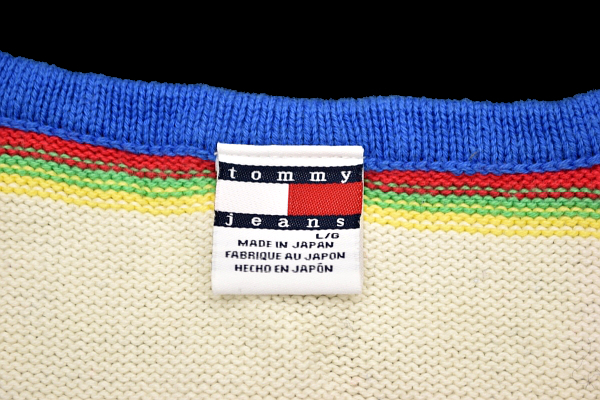 tommy
jeans
L/G
MADE IN JAPAN
FABRIQUE AU JAPON
HECHO EN JAPÓN